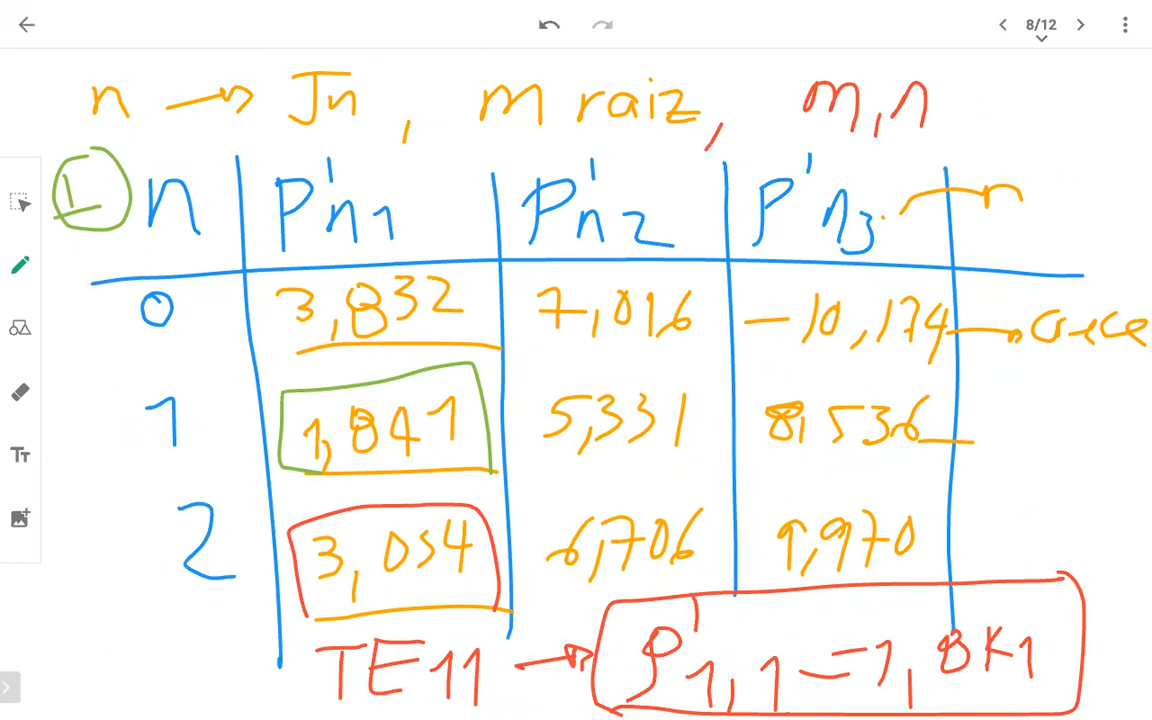 8/12
n → Jn, m raiz, m,n
I n P'n1 P'n2 P'n3 — n
0 3,832 7,016 — 10,174 → crece
1 1,841 5,331 8,536
2 3,054 6,706 9,970
TE11 → P'1,1 = 1,841
Tт